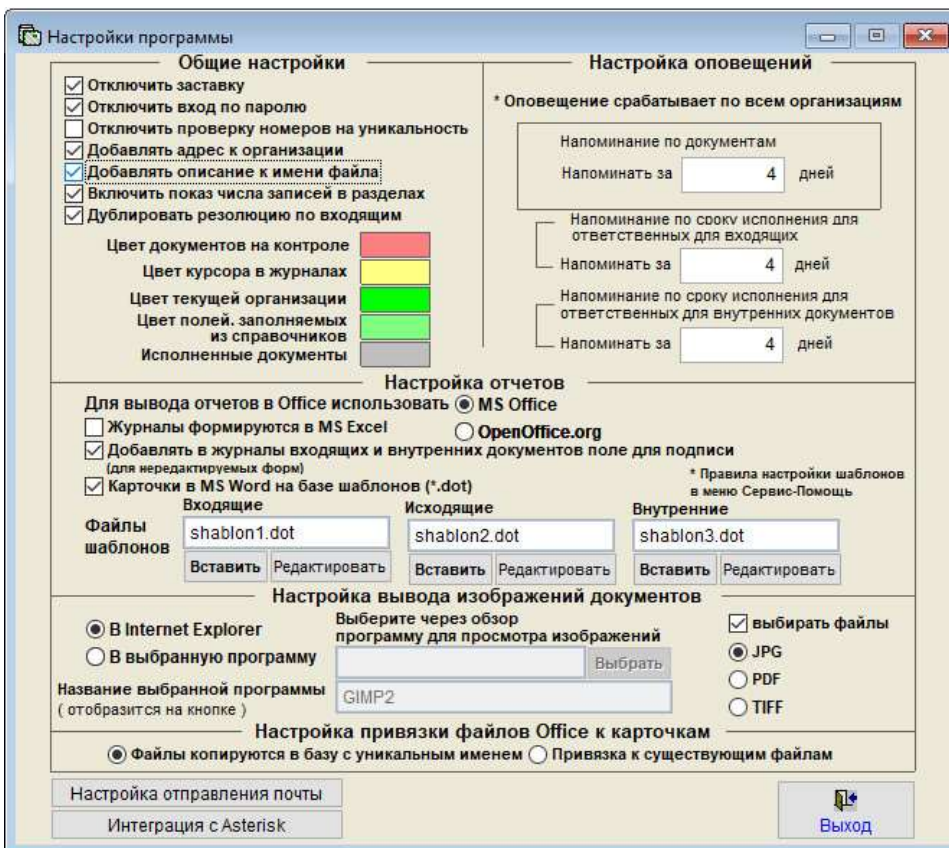 Настройки программы
Общие настройки
Отключить заставку
Отключить вход по паролю
Отключить проверку номеров на уникальность
Добавлять адрес к организации
Добавлять описание к имени файла
Включить показ числа записей в разделах
Дублировать резолюцию по входящим
Цвет документов на контроле
Цвет курсора в журналах
Цвет текущей организации
Цвет полей. заполняемых
из справочников
Исполненные документы
Настройка оповещений
* Оповещение срабатывает по всем организациям
Напоминание по документам
Напоминать за 4 дней
Напоминание по сроку исполнения для
ответственных для входящих
Напоминать за 4 дней
Напоминание по сроку исполнения для
ответственных для внутренних документов
Напоминать за 4 дней
Настройка отчетов
Для вывода отчетов в Office использовать MS Office
Журналы формируются в MS Excel OpenOffice.org
Добавлять в журналы входящих и внутренних документов поле для подписи
(для нередактируемых форм)
Карточки в MS Word на базе шаблонов (*.dot)
* Правила настройки шаблонов
в меню Сервис-Помощь
Файлы
шаблонов
Входящие Исходящие Внутренние
shablon1.dot shablon2.dot shablon3.dot
Вставить Редактировать Вставить Редактировать Вставить Редактировать
Настройка вывода изображений документов
В Internet Explorer
В выбранную программу
Выберите через обзор
программу для просмотра изображений
Выбрать
Название выбранной программы
( отобразится на кнопке )
GIMP2
выбирать файлы
JPG
PDF
TIFF
Настройка привязки файлов Office к карточкам
Файлы копируются в базу с уникальным именем Привязка к существующим файлам
Настройка отправления почты
Интеграция с Asterisk
Выход